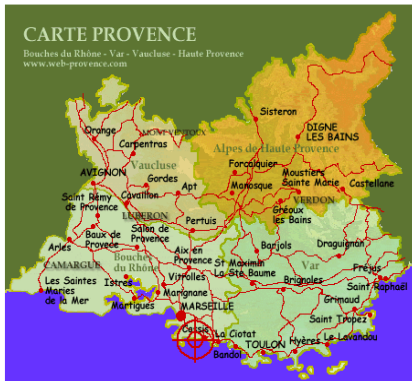 CARTE PROVENCE
Bouches du Rhône - Var - Vaucluse - Haute Provence
www.web-provence.com
Sisteron
Orange
MONT VENTOUX
DIGNE
LES BAINS
Carpentras
Alpes de Haute Provence
Vaucluse
Forcalquier
AVIGNON
Gordes
Moustiers
Sainte Marie
Castellane
Cavaillon
Apt
Manosque
Saint Rémy
de Provence
VERDON
LUBERON
Gréoux
les Bains
Pertuis
Baux de
Provece
Salon de
Provence
Arles
Aix en
Provence
Barjols
Draguignan
Bouches
du Rhône
CAMARGUE
St Maximin
La Ste Baume
Var
Fréjus
Vitrolles
Les Saintes
Maries
de la Mer
Istres
Brignoles
Saint Raphaël
Marignane
Grimaud
Martigues
MARSEILLE
Saint Tropez
Cassis
La Ciotat
Bandol
TOULON
Hyères
Le Lavandou